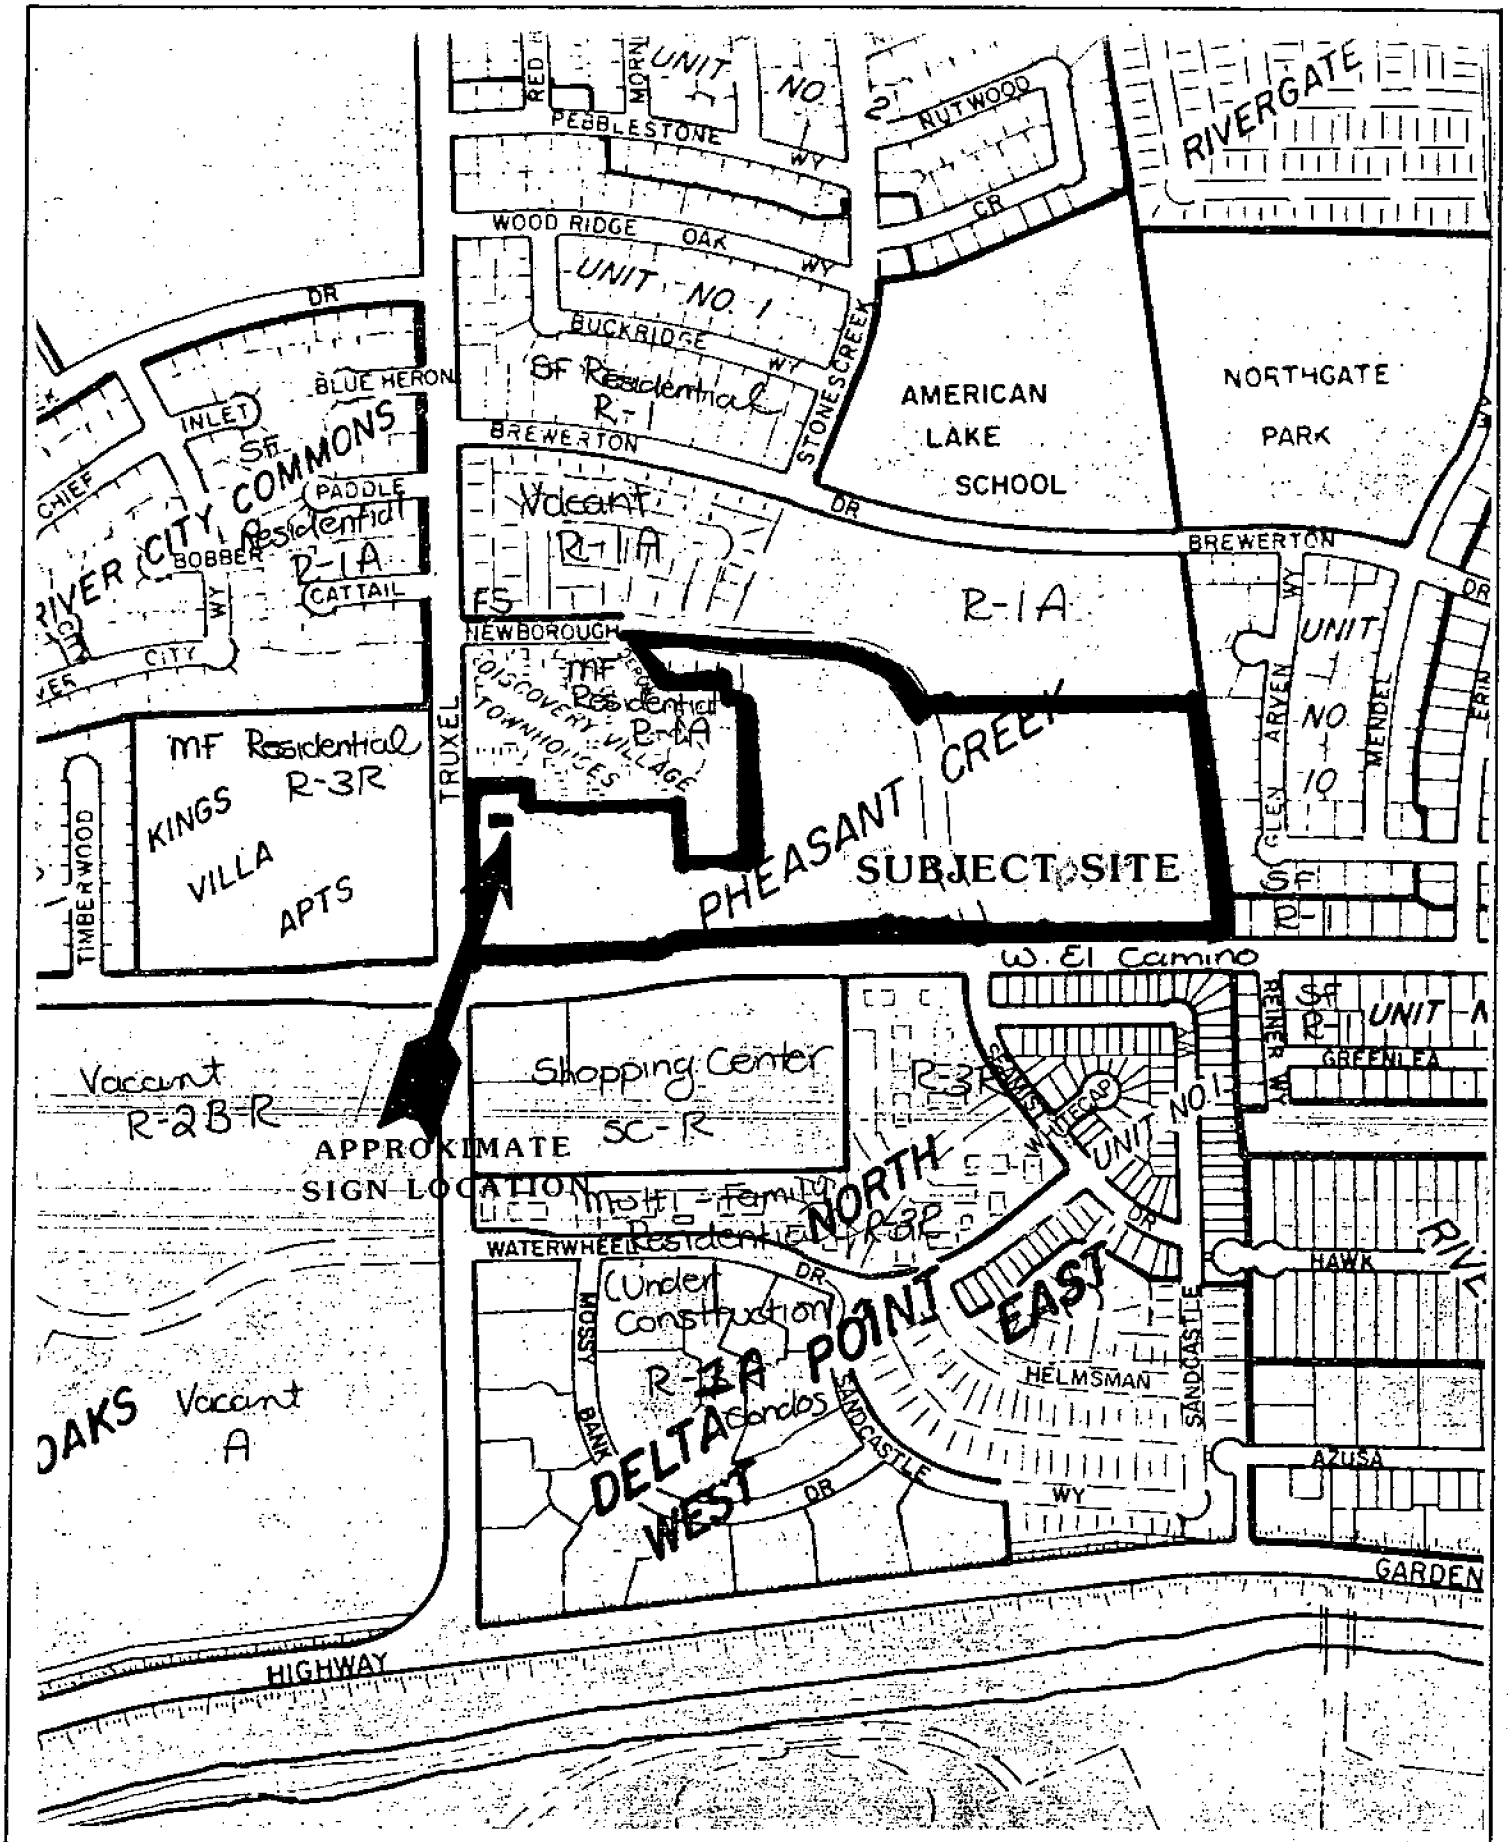 UNIT
NO.
2
RED
MORN
PEBBLESTONE
WY
NUTWOOD
CR
RIVERGATE
WOOD RIDGE OAK
WY
UNIT NO. 1
DR
BUCKRIDGE
WY
SF Residential
R-1
STONESCREEK
BLUE HERON
INLET
SF
AMERICAN
LAKE
SCHOOL
NORTHGATE
PARK
BREWERTON
DR
CHIEF
RIVER CITY COMMONS
PADDLE
Residential
R-1A
BOBBER
WY
CATTAIL
Vacant
R-1A
BREWERTON
DR
F5
R-1A
NEWBOROUGH
CITY
MF
Residential
DISCOVERY VILLAGE
TOWNHOUSES
UNIT
NO.
10
WY
GLEN ARVEN
MENDEL
ERIN
MF Residential
R-3R
KINGS
VILLA
APTS
TRUXEL
TIMBERWOOD
PHEASANT CREEK
SUBJECT SITE
SF
R-1
W. El Camino
Vacant
R-2B-R
Shopping Center
SC-R
R-3R
SEAMIST
WHITECAP
WY
UNIT NO. 1
REINER WY
SF
R-1
UNIT
GREENLEA
APPROXIMATE
SIGN LOCATION
Multi-Family
Residential
WATERWHEEL
DR
NORTH
POINT
EAST
DR
HAWK
RIV
(Under
Construction)
MOSSY
BANK
Condos
DELTA
WEST
DR
SANDCASTLE
WY
HELMSMAN
SANDCASTLE
AZUSA
OAKS
Vacant
A
GARDEN
HIGHWAY